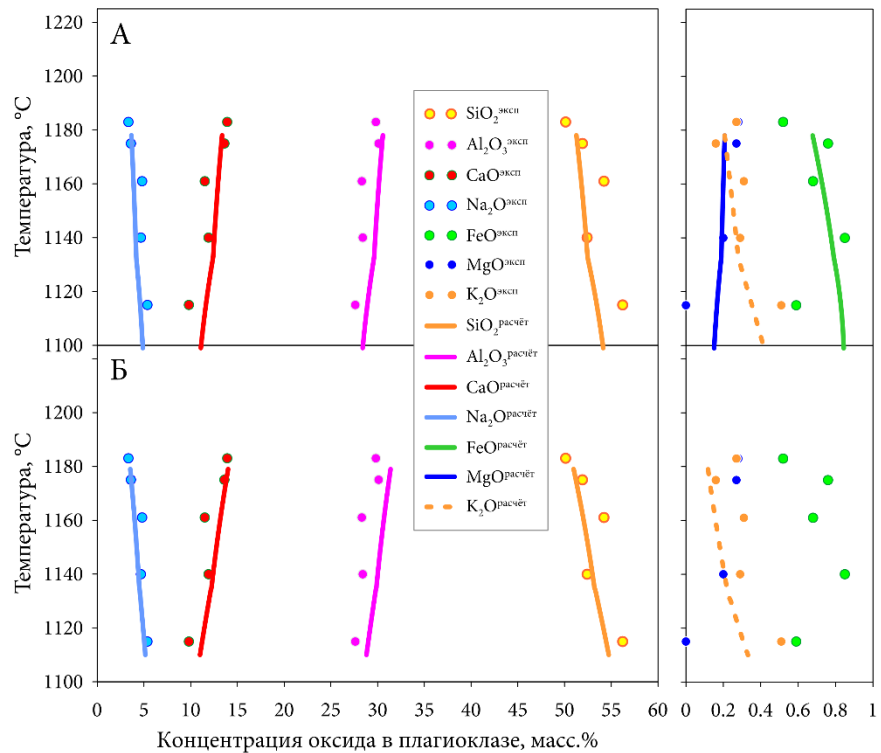 А
1220
1200
1180
1160
1140
1120
1100
Температура, °C
SiO₂эксп
Al₂O₃эксп
CaOэксп
Na₂Oэксп
FeOэксп
MgOэксп
K₂Oэксп
SiO₂расчёт
Al₂O₃расчёт
CaOрасчёт
Na₂Oрасчёт
FeOрасчёт
MgOрасчёт
K₂Oрасчёт
Б
1200
1180
1160
1140
1120
1100
Температура, °C
0 5 10 15 20 25 30 35 40 45 50 55 60
0 0.2 0.4 0.6 0.8 1
Концентрация оксида в плагиоклазе, масс.%